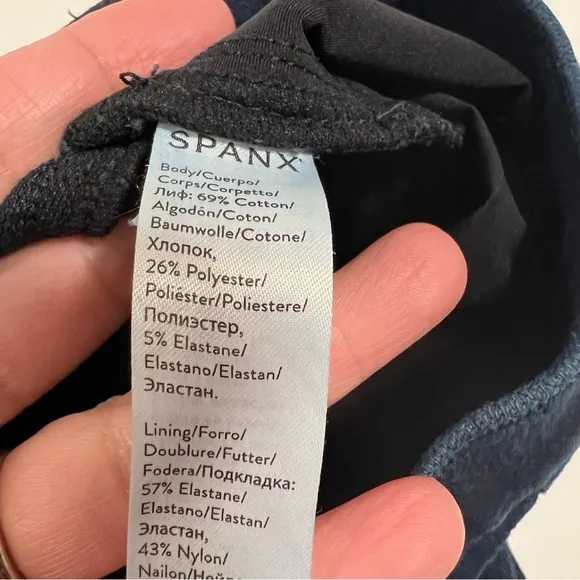 SPANX
Body/Cuerpo/
Corps/Corpetto/
Лиф: 69% Cotton/
Algodón/Coton/
Baumwolle/Cotone/
Хлопок,
26% Polyester/
Poliéster/Poliestere/
Полиэстер,
5% Elastane/
Elastano/Elastan/
Эластан.
Lining/Forro/
Doublure/Futter/
Fodera/Подкладка:
57% Elastane/
Elastano/Elastan/
Эластан,
43% Nylon/
Nailon/